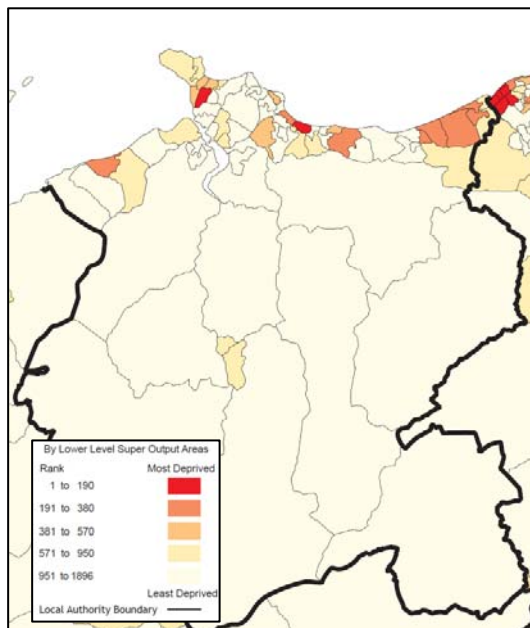 By Lower Level Super Output Areas
Rank Most Deprived
1 to 190
191 to 380
381 to 570
571 to 950
951 to 1896
Least Deprived
Local Authority Boundary